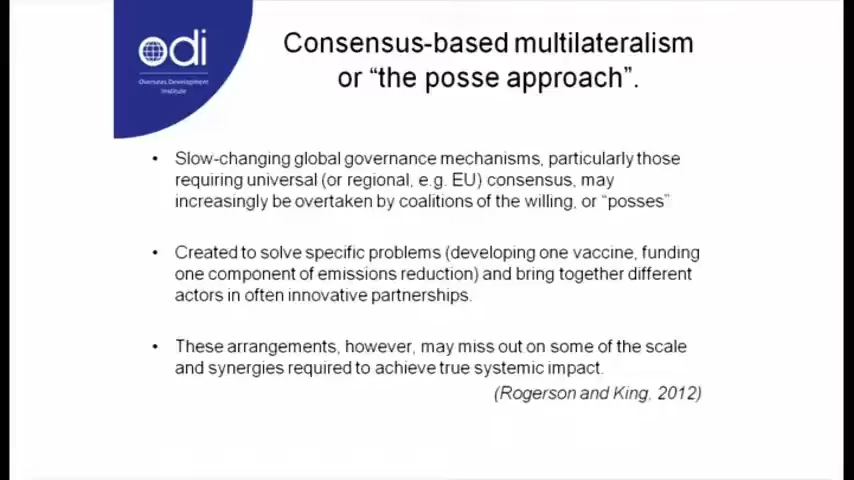 odi
Overseas Development
Institute
Consensus-based multilateralism
or “the posse approach”.
• Slow-changing global governance mechanisms, particularly those
requiring universal (or regional, e.g. EU) consensus, may
increasingly be overtaken by coalitions of the willing, or “posses”
• Created to solve specific problems (developing one vaccine, funding
one component of emissions reduction) and bring together different
actors in often innovative partnerships.
• These arrangements, however, may miss out on some of the scale
and synergies required to achieve true systemic impact.
(Rogerson and King, 2012)